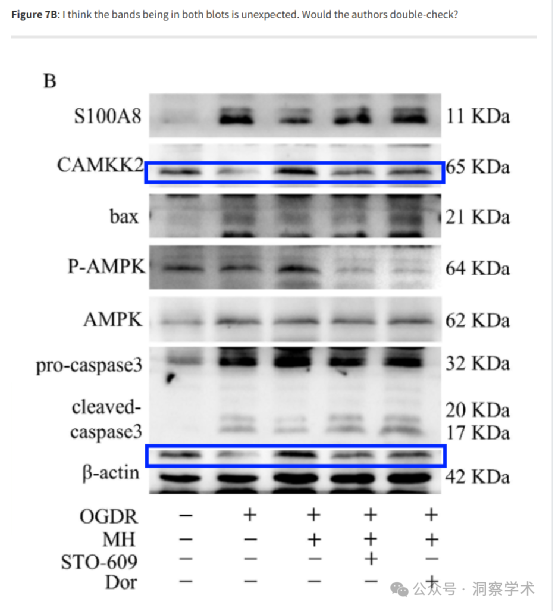 Figure 7B: I think the bands being in both blots is unexpected. Would the authors double-check?
B
S100A8 11 KDa
CAMKK2 65 KDa
bax 21 KDa
P-AMPK 64 KDa
AMPK 62 KDa
pro-caspase3 32 KDa
cleaved- 20 KDa
caspase3 17 KDa
β-actin 42 KDa
OGDR − + + + +
MH − − + + +
STO-609 − − − + −
Dor − − − − +
公众号 · 洞察学术